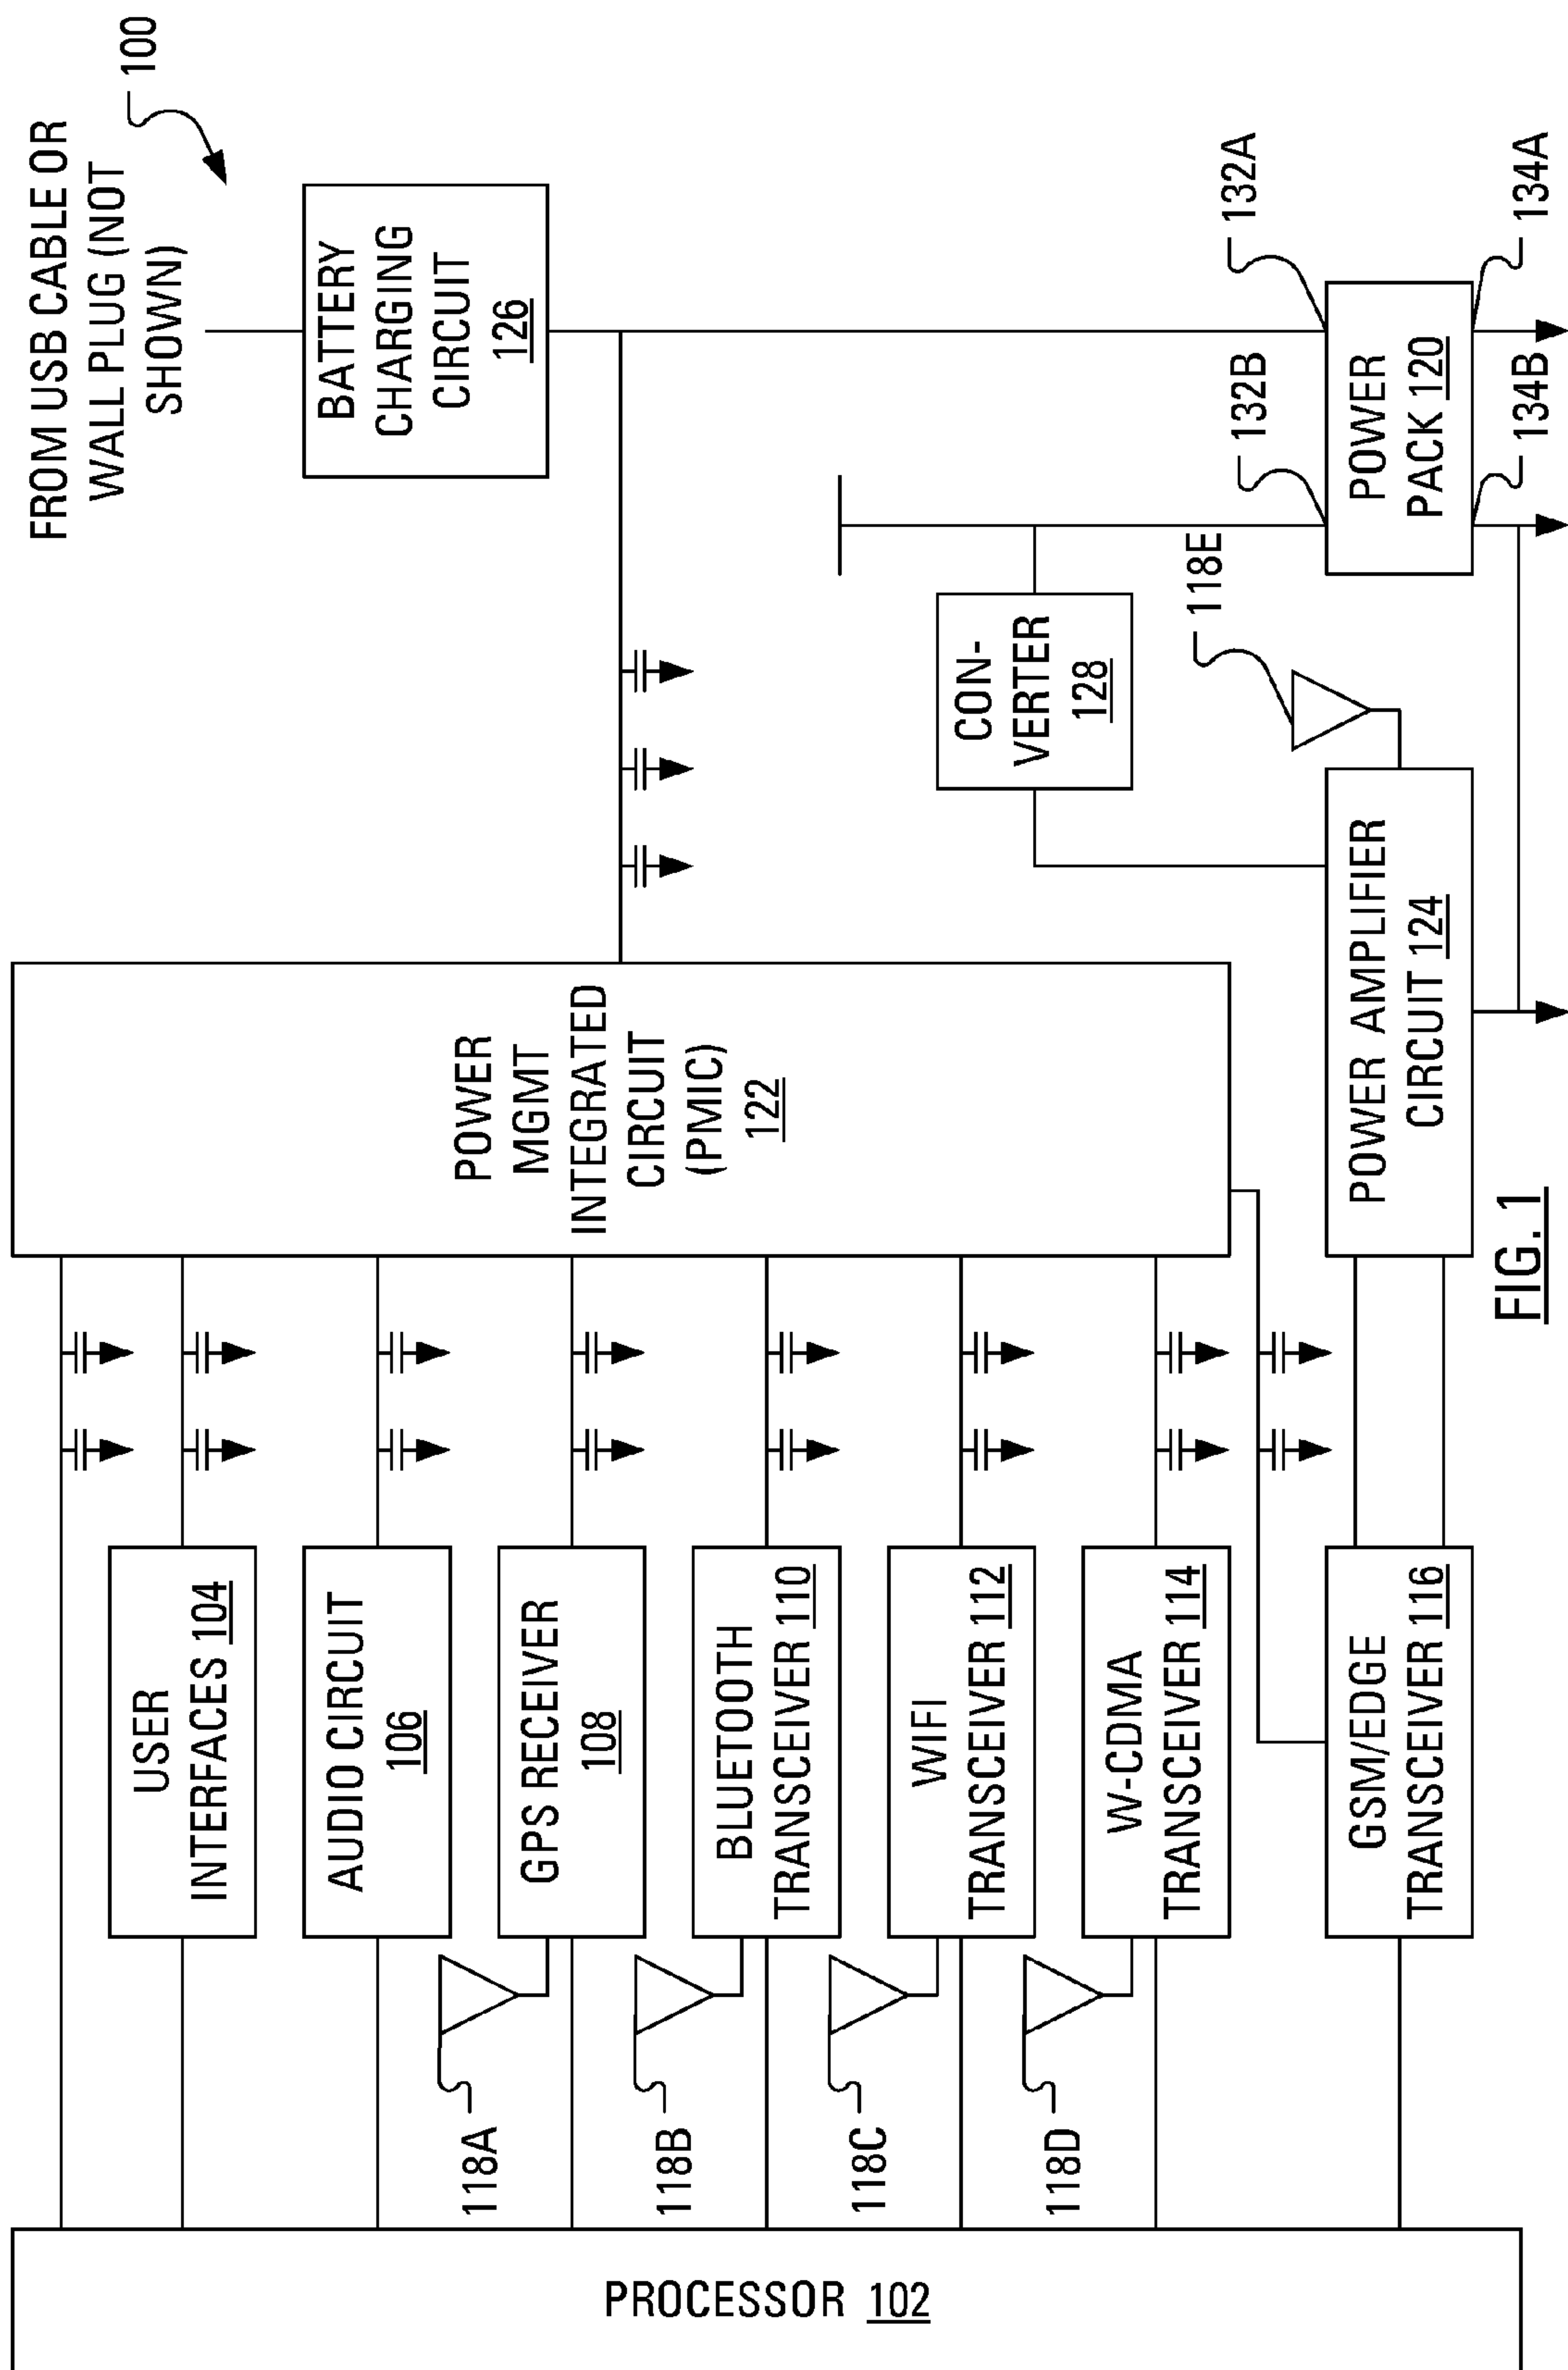 FROM USB CABLE OR
WALL PLUG (NOT
SHOWN)
100
BATTERY
CHARGING
CIRCUIT
126
132A
132B
POWER
PACK 120
134A
134B
CON-
VERTER
128
118E
POWER
MGMT
INTEGRATED
CIRCUIT
(PMIC)
122
POWER AMPLIFIER
CIRCUIT 124
USER
INTERFACES 104
AUDIO CIRCUIT
106
GPS RECEIVER
108
BLUETOOTH
TRANSCEIVER 110
WIFI
TRANSCEIVER 112
W-CDMA
TRANSCEIVER 114
GSM/EDGE
TRANSCEIVER 116
118A
118B
118C
118D
PROCESSOR 102
FIG. 1